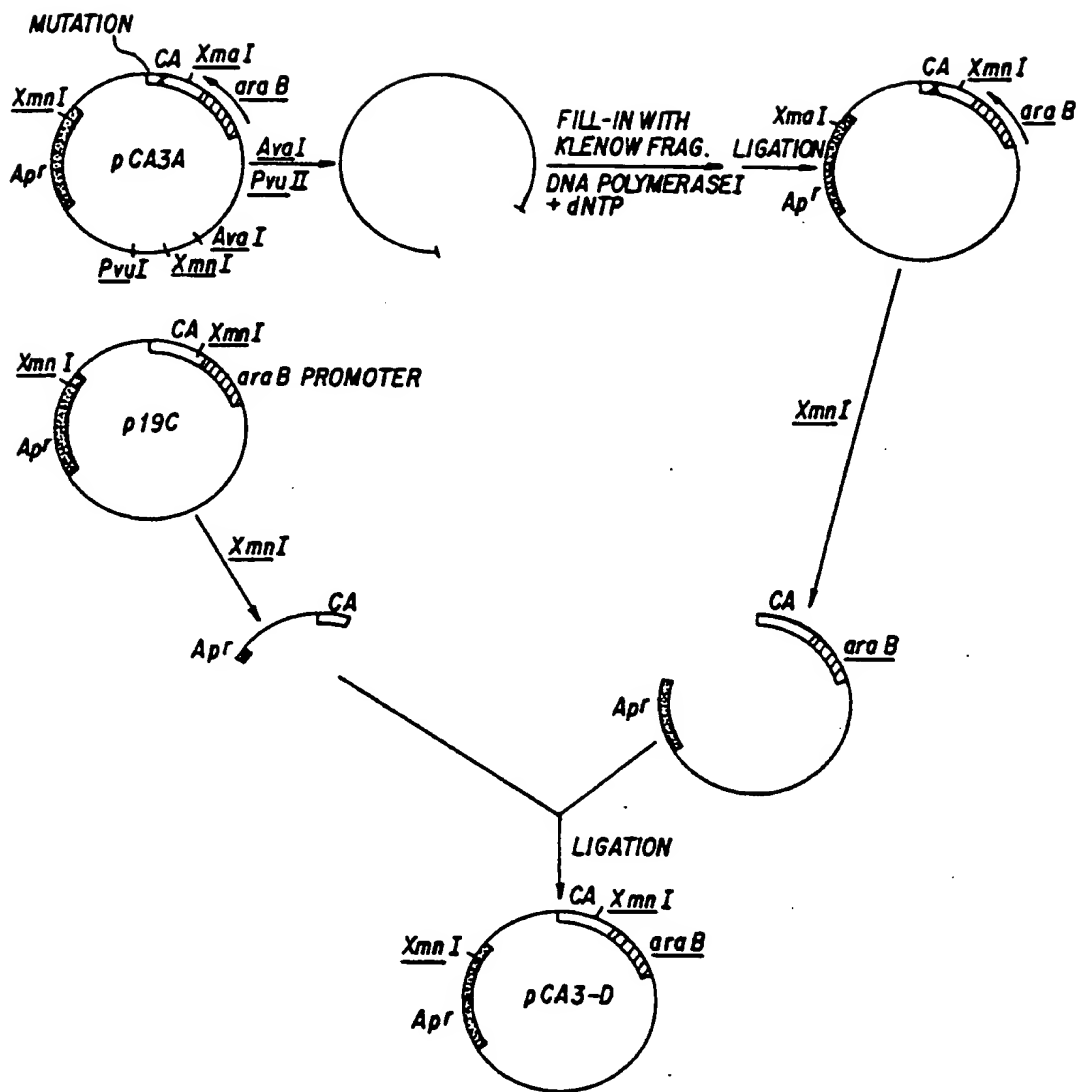 MUTATION
CA XmaI
araB
XmnI
pCA3A
Apr
AvaI
PvuI
XmnI
AvaI
PvuII
FILL-IN WITH
KLENOW FRAG.
DNA POLYMERASEI
+ dNTP
LIGATION
CA
XmnI
araB
XmaI
Apr
CA XmnI
XmnI
araB PROMOTER
p19C
Apr
XmnI
XmnI
CA
Apr
CA
araB
Apr
LIGATION
CA XmnI
XmnI
araB
pCA3-D
Apr